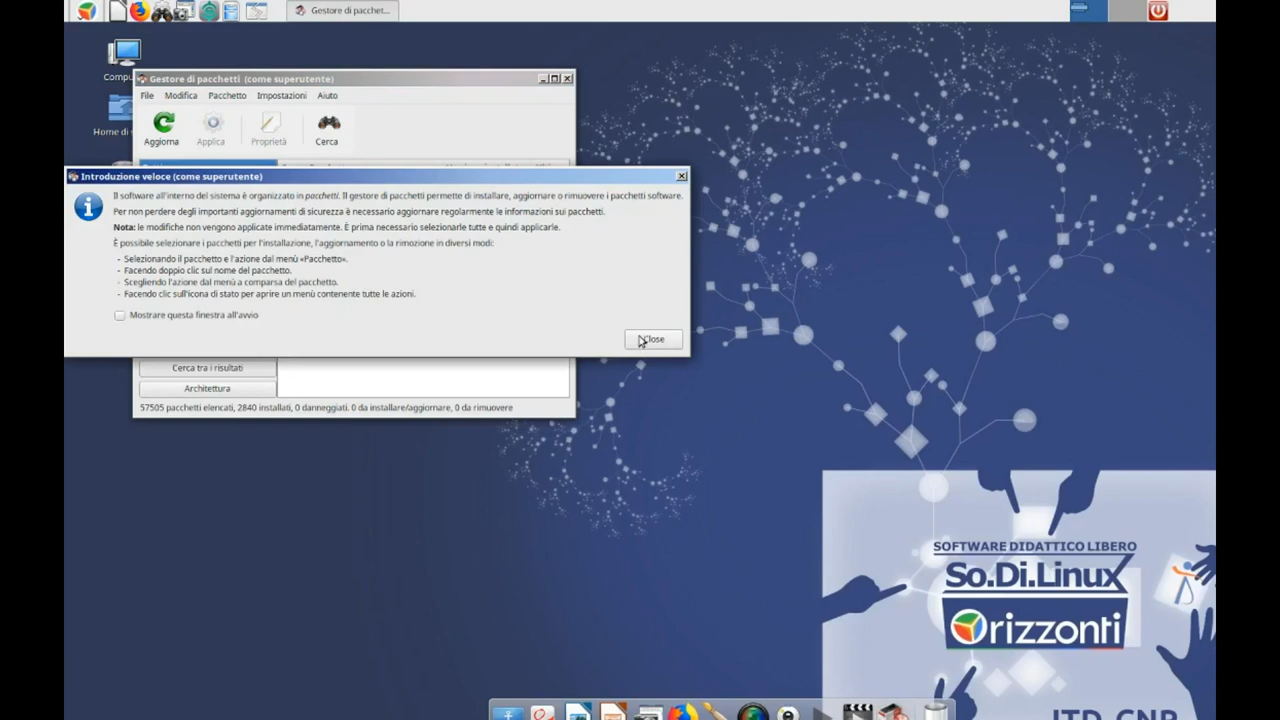 Gestore di pacchet...
Compu
Home di
Gestore di pacchetti (come superutente)
File Modifica Pacchetto Impostazioni Aiuto
Aggiorna Applica Proprietà Cerca
Introduzione veloce (come superutente)
Il software all'interno del sistema è organizzato in pacchetti. Il gestore di pacchetti permette di installare, aggiornare o rimuovere i pacchetti software.
Per non perdere degli importanti aggiornamenti di sicurezza è necessario aggiornare regolarmente le informazioni sui pacchetti.
Nota: le modifiche non vengono applicate immediatamente. È prima necessario selezionarle tutte e quindi applicarle.
È possibile selezionare i pacchetti per l'installazione, l'aggiornamento o la rimozione in diversi modi:
- Selezionando il pacchetto e l'azione dal menù «Pacchetto».
- Facendo doppio clic sul nome del pacchetto.
- Scegliendo l'azione dal menù a comparsa del pacchetto.
- Facendo clic sull'icona di stato per aprire un menù contenente tutte le azioni.
Mostrare questa finestra all'avvio
Close
Cerca tra i risultati
Architettura
57505 pacchetti elencati, 2840 installati, 0 danneggiati. 0 da installare/aggiornare, 0 da rimuovere
SOFTWARE DIDATTICO LIBERO
So.Di.Linux
Orizzonti
ITD-CNR